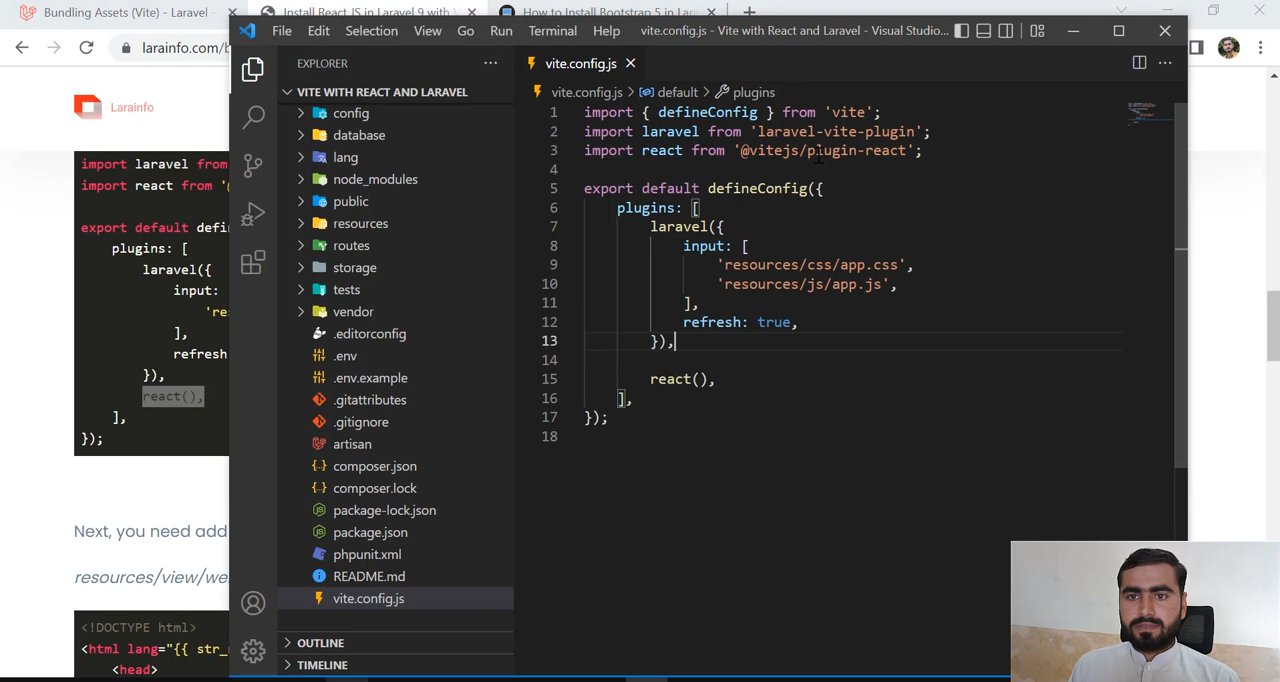 Bundling Assets (Vite) - Laravel -
Install React JS in Laravel 9 with V
How to Install Bootstrap 5 in Lara
larainfo.com/b
Larainfo
import laravel from
import react from '@
export default defin
plugins: [
laravel({
input:
're
],
refresh
}),
react(),
],
});
Next, you need add
resources/view/we
<!DOCTYPE html>
<html lang="{{ str_
<head>
File Edit Selection View Go Run Terminal Help
vite.config.js - Vite with React and Laravel - Visual Studio...
EXPLORER
VITE WITH REACT AND LARAVEL
config
database
lang
node_modules
public
resources
routes
storage
tests
vendor
.editorconfig
.env
.env.example
.gitattributes
.gitignore
artisan
composer.json
composer.lock
package-lock.json
package.json
phpunit.xml
README.md
vite.config.js
OUTLINE
TIMELINE
vite.config.js
vite.config.js > default > plugins
1 import { defineConfig } from 'vite';
2 import laravel from 'laravel-vite-plugin';
3 import react from '@vitejs/plugin-react';
4
5 export default defineConfig({
6 plugins: [
7 laravel({
8 input: [
9 'resources/css/app.css',
10 'resources/js/app.js',
11 ],
12 refresh: true,
13 }),
14
15 react(),
16 ],
17 });
18